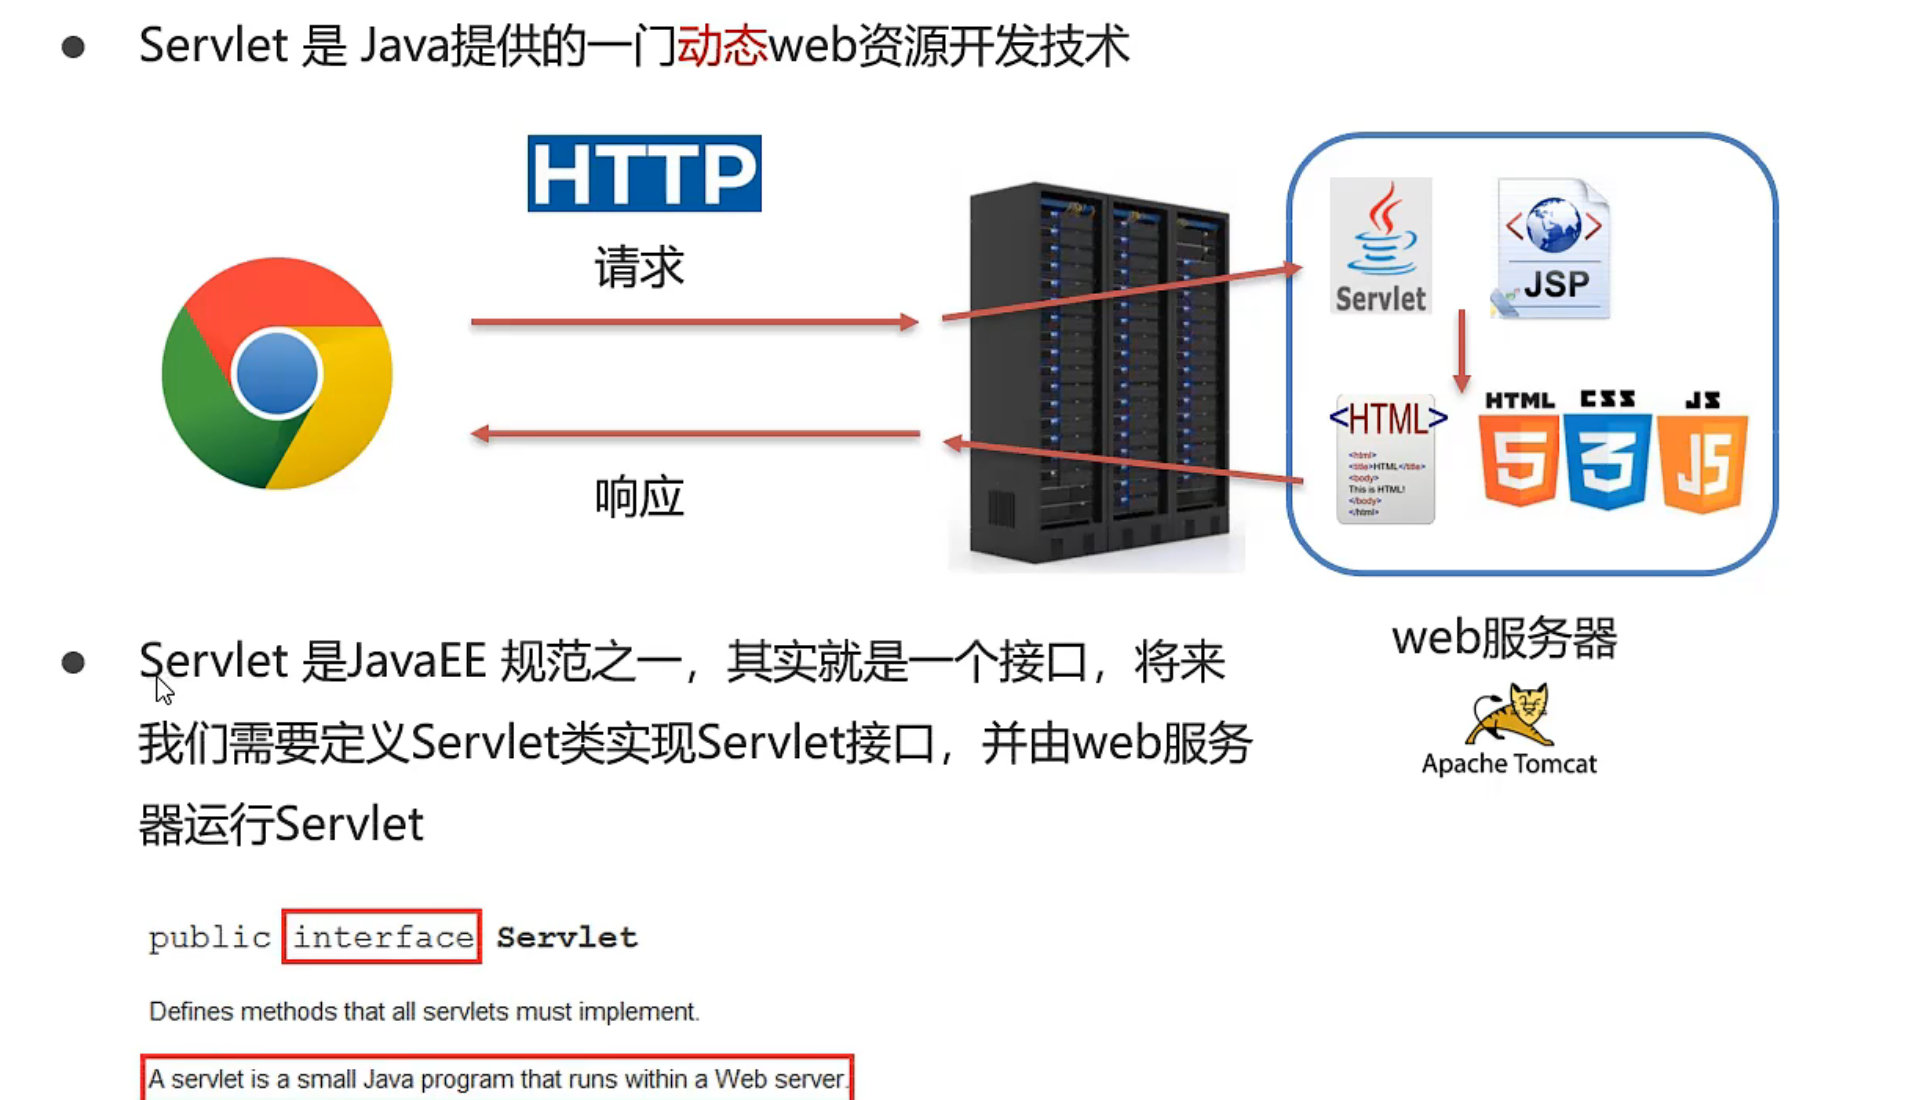 Servlet 是 Java提供的一门动态web资源开发技术
HTTP
请求
响应
Servlet
JSP
<HTML>
<html>
<title>HTML</title>
<body>
This is HTML!
</body>
</html>
HTML CSS JS
5 3 JS
web服务器
Apache Tomcat
Servlet 是JavaEE 规范之一，其实就是一个接口，将来
我们需要定义Servlet类实现Servlet接口，并由web服务
器运行Servlet
public interface Servlet
Defines methods that all servlets must implement.
A servlet is a small Java program that runs within a Web server.